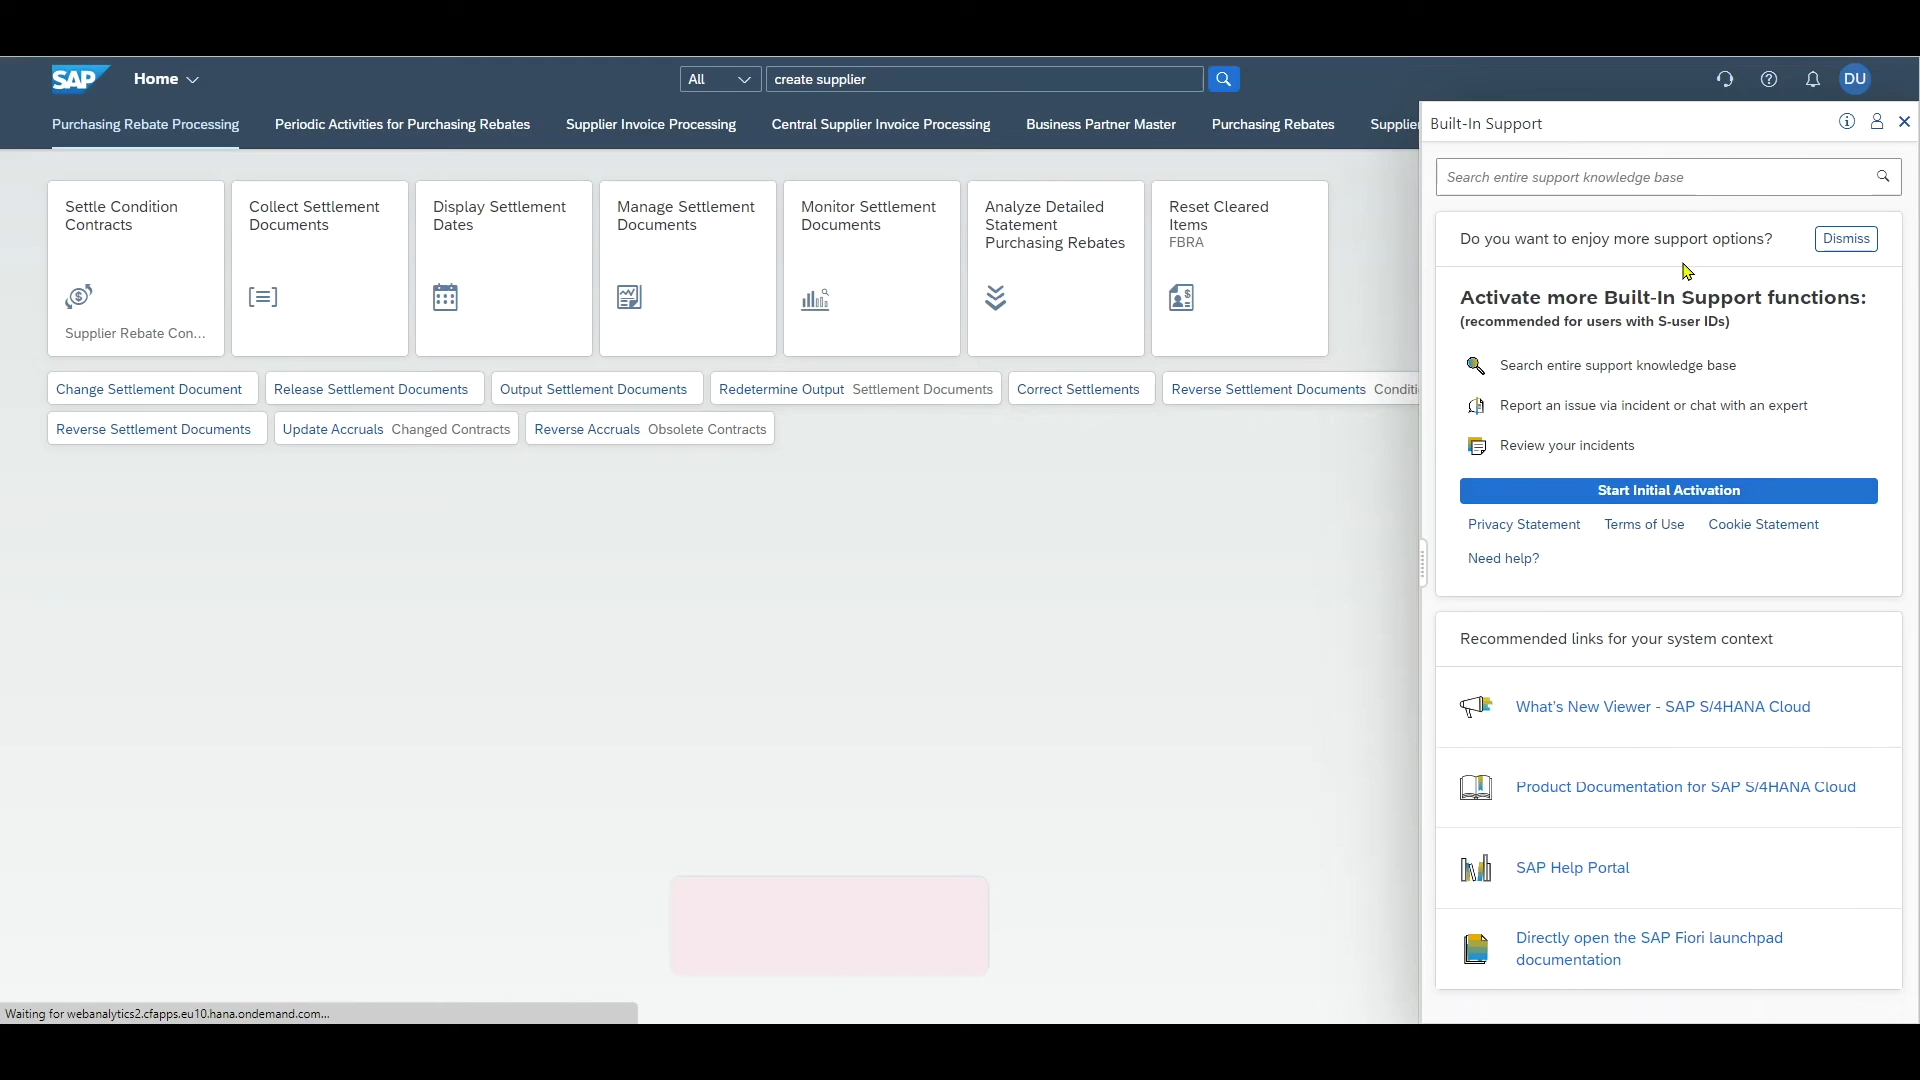 SAP Home
All create supplier
DU
Purchasing Rebate Processing Periodic Activities for Purchasing Rebates Supplier Invoice Processing Central Supplier Invoice Processing Business Partner Master Purchasing Rebates Supplie
Settle Condition
Contracts
Supplier Rebate Con...
Collect Settlement
Documents
Display Settlement
Dates
Manage Settlement
Documents
Monitor Settlement
Documents
Analyze Detailed
Statement
Purchasing Rebates
Reset Cleared
Items
FBRA
Change Settlement Document Release Settlement Documents Output Settlement Documents Redetermine Output Settlement Documents Correct Settlements Reverse Settlement Documents Conditi
Reverse Settlement Documents Update Accruals Changed Contracts Reverse Accruals Obsolete Contracts
Built-In Support
Search entire support knowledge base
Do you want to enjoy more support options? Dismiss
Activate more Built-In Support functions:
(recommended for users with S-user IDs)
Search entire support knowledge base
Report an issue via incident or chat with an expert
Review your incidents
Start Initial Activation
Privacy Statement Terms of Use Cookie Statement
Need help?
Recommended links for your system context
What's New Viewer - SAP S/4HANA Cloud
Product Documentation for SAP S/4HANA Cloud
SAP Help Portal
Directly open the SAP Fiori launchpad
documentation
Waiting for webanalytics2.cfapps.eu10.hana.ondemand.com...